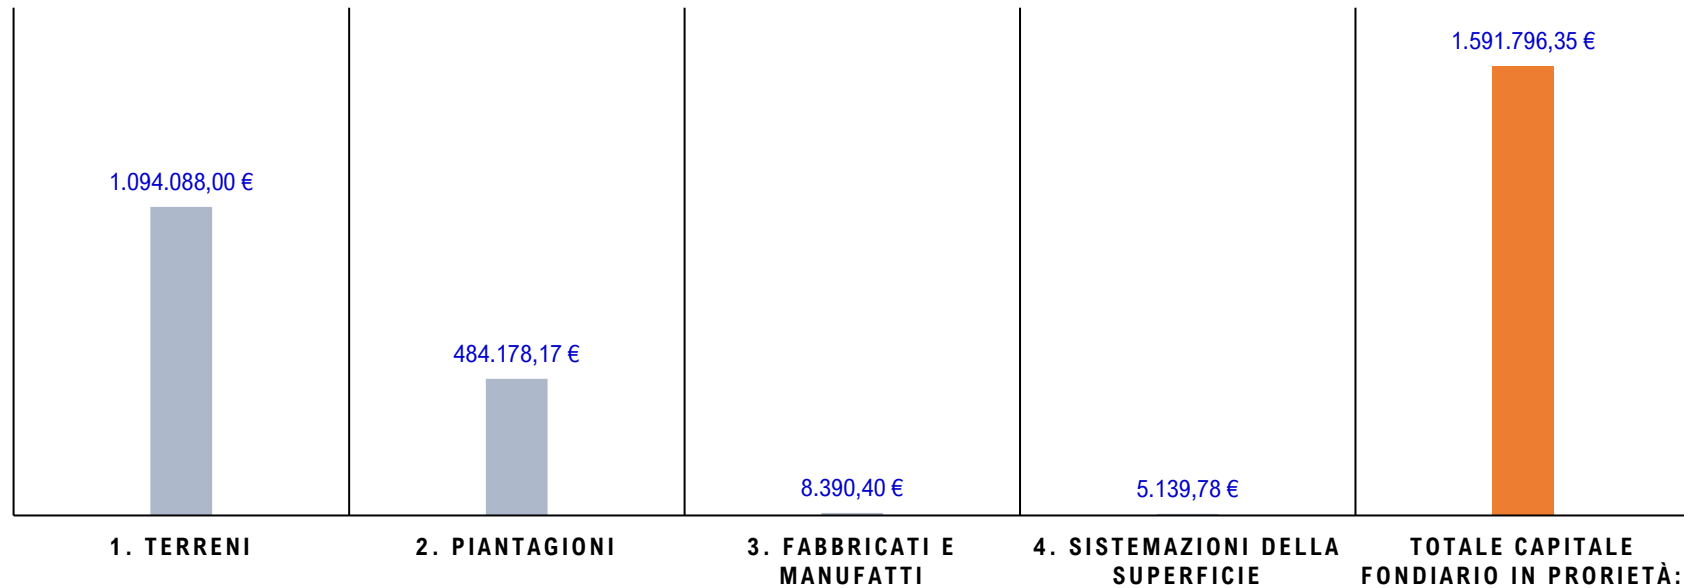 1.591.796,35 €
1.094.088,00 €
484.178,17 €
8.390,40 €
5.139,78 €
1. TERRENI
2. PIANTAGIONI
3. FABBRICATI E
MANUFATTI
4. SISTEMAZIONI DELLA
SUPERFICIE
TOTALE CAPITALE
FONDIARIO IN PRORIETÀ: